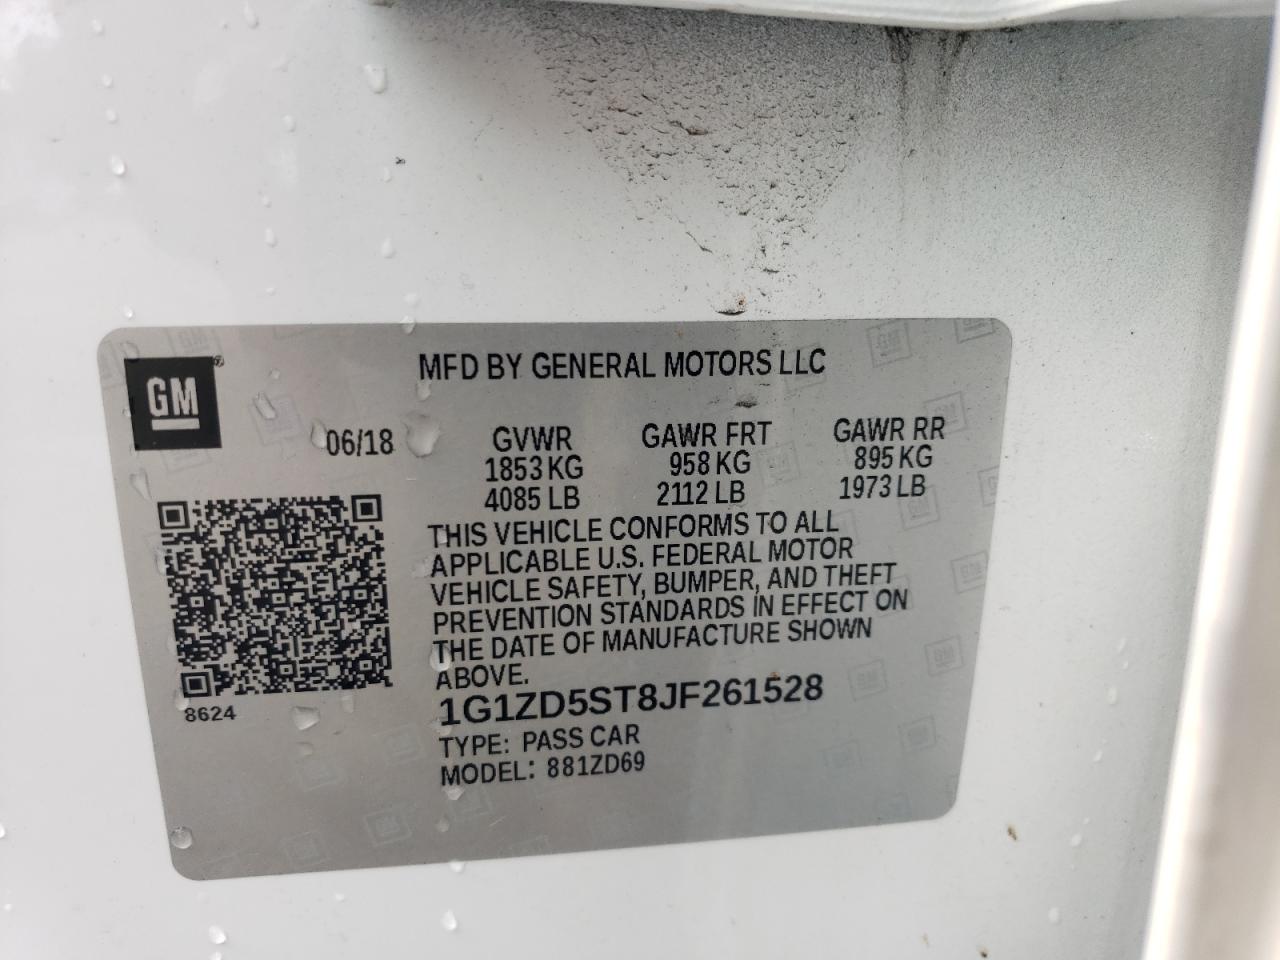 MFD BY GENERAL MOTORS LLC
GM
06/18
GVWR GAWR FRT GAWR RR
1853 KG 958 KG 895 KG
4085 LB 2112 LB 1973 LB
THIS VEHICLE CONFORMS TO ALL
APPLICABLE U.S. FEDERAL MOTOR
VEHICLE SAFETY, BUMPER, AND THEFT
PREVENTION STANDARDS IN EFFECT ON
THE DATE OF MANUFACTURE SHOWN
ABOVE.
8624
1G1ZD5ST8JF261528
TYPE: PASS CAR
MODEL: 881ZD69